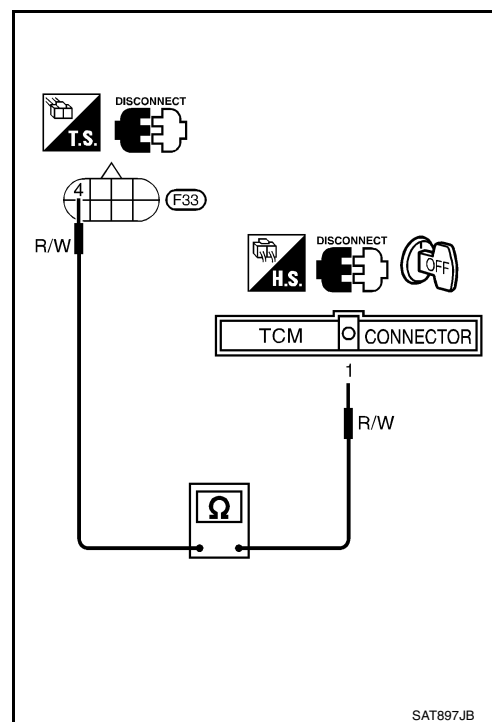 DISCONNECT
T.S.
4
F33
R/W
DISCONNECT
H.S.
OFF
TCM CONNECTOR
1
R/W
Ω
SAT897JB